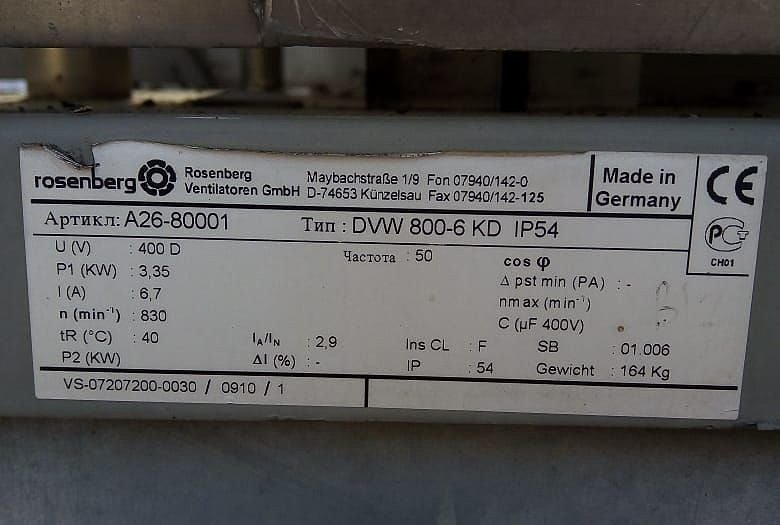 rosenberg Rosenberg Ventilatoren GmbH
Maybachstraße 1/9 Fon 07940/142-0
D-74653 Künzelsau Fax 07940/142-125
Made in Germany
CE
PCT
CH01
Артикл: A26-80001 Тип : DVW 800-6 KD IP54
U (V) : 400 D Частота : 50 cos φ
P1 (KW) : 3,35 Δ pst min (PA) : -
I (A) : 6,7 nmax (min⁻¹)
n (min⁻¹) : 830 C (µF 400V) :
tR (°C) : 40 I_A/I_N : 2,9 Ins CL : F SB : 01.006
P2 (KW) ΔI (%) : - IP : 54 Gewicht : 164 Kg
VS-07207200-0030 / 0910 / 1